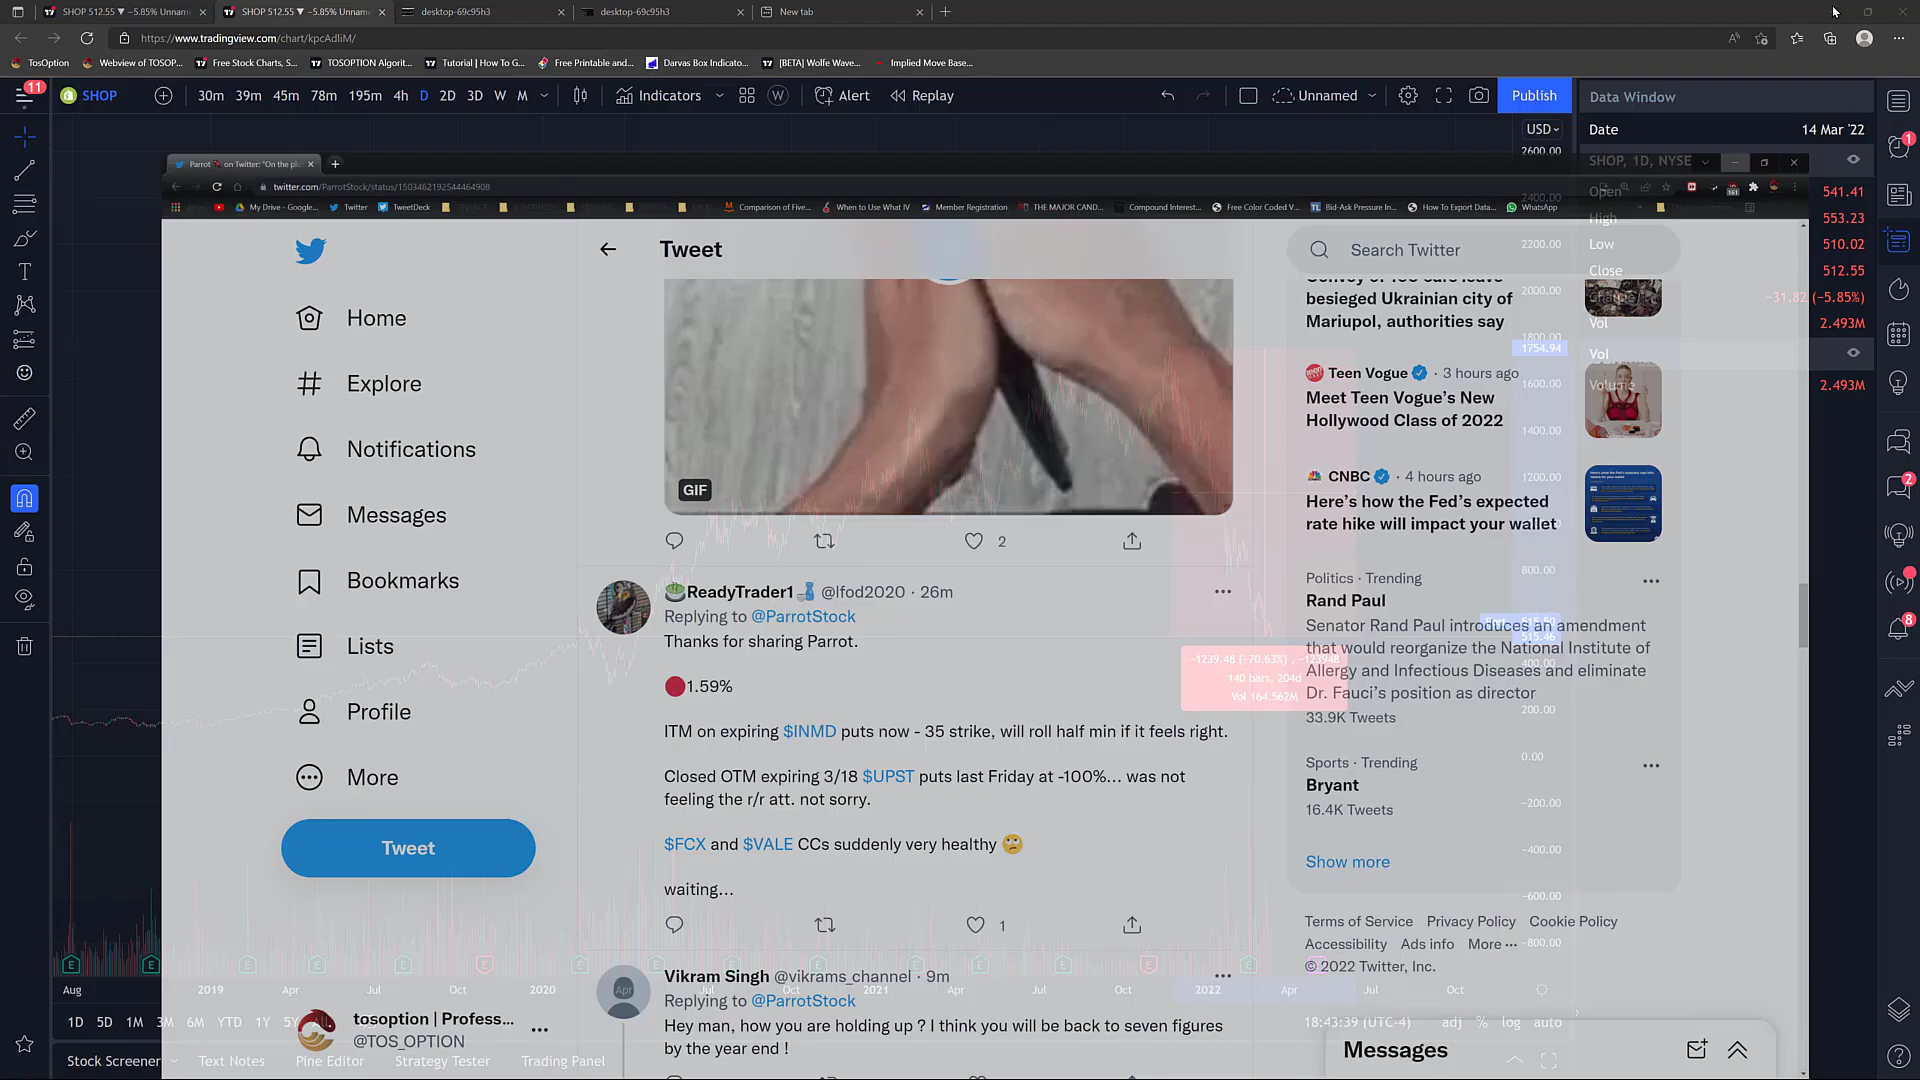 SHOP 512.55 ▼ −5.85% Unnam
SHOP 512.55 ▼ −5.85% Unnam
desktop-69c95h3
desktop-69c95h3
New tab
https://www.tradingview.com/chart/kpcAdliM/
TosOption
Webview of TOSOP...
Free Stock Charts, S...
TOSOPTION Algorit...
Tutorial | How To G...
Free Printable and...
Darvas Box Indicato...
[BETA] Wolfe Wave...
Implied Move Base...
11
SHOP
30m 39m 45m 78m 195m 4h D 2D 3D W M
Indicators
Alert
Replay
Unnamed
Publish
Data Window
USD
Date 14 Mar '22
2600.00
SHOP, 1D, NYSE
Parrot on Twitter: "On the pl
twitter.com/ParrotStock/status/1503462192544464908
Open 541.41
My Drive - Google...
Twitter
TweetDeck
Comparison of Five...
When to Use What IV
Member Registration
THE MAJOR CAND...
Compound Interest...
Free Color Coded V...
Bid-Ask Pressure In...
How To Export Data...
WhatsApp
High 553.23
Low 510.02
Close 512.55
Change −31.82 (−5.85%)
Vol 2.493M
Vol
Volume 2.493M
Tweet
Search Twitter
Home
Explore
Notifications
Messages
Bookmarks
Lists
Profile
More
Tweet
tosoption | Profess...
@TOS_OPTION
GIF
2
ReadyTrader1 @lfod2020 · 26m
Replying to @ParrotStock
Thanks for sharing Parrot.
🔴1.59%
ITM on expiring $INMD puts now - 35 strike, will roll half min if it feels right.
Closed OTM expiring 3/18 $UPST puts last Friday at -100%... was not
feeling the r/r att. not sorry.
$FCX and $VALE CCs suddenly very healthy 🙄
waiting...
1
Vikram Singh @vikrams_channel · 9m
Replying to @ParrotStock
Hey man, how you are holding up ? I think you will be back to seven figures
by the year end !
besieged Ukrainian city of
Mariupol, authorities say
Teen Vogue · 3 hours ago
Meet Teen Vogue's New
Hollywood Class of 2022
CNBC · 4 hours ago
Here's how the Fed's expected
rate hike will impact your wallet
Politics · Trending
Rand Paul
Senator Rand Paul introduces an amendment
that would reorganize the National Institute of
Allergy and Infectious Diseases and eliminate
Dr. Fauci's position as director
33.9K Tweets
Sports · Trending
Bryant
16.4K Tweets
Show more
Terms of Service Privacy Policy Cookie Policy
Accessibility Ads info More ···
© 2022 Twitter, Inc.
Messages
2400.00
2200.00
2000.00
1800.00
1754.94
1600.00
1400.00
1200.00
800.00
515.46
400.00
200.00
0.00
−200.00
−400.00
−600.00
−800.00
−1239.48 (−70.63%) , −123948
140 bars, 204d
Vol 164.562M
Aug 2019 Apr Jul Oct 2020 Apr Jul 2021 Apr Jul Oct 2022 Apr Jul Oct
1D 5D 1M 3M 6M YTD 1Y 5Y
18:43:39 (UTC-4) adj % log auto
Stock Screener
Text Notes
Pine Editor
Strategy Tester
Trading Panel
1
2
8